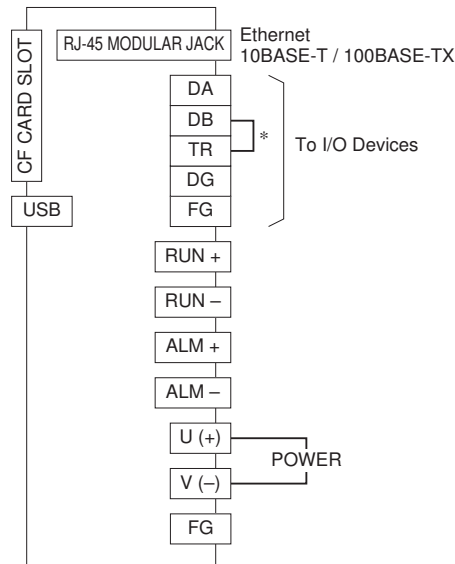 CF CARD SLOT
RJ-45 MODULAR JACK
Ethernet
10BASE-T / 100BASE-TX
DA
DB
*
TR
To I/O Devices
DG
FG
USB
RUN +
RUN –
ALM +
ALM –
U (+)
POWER
V (–)
FG